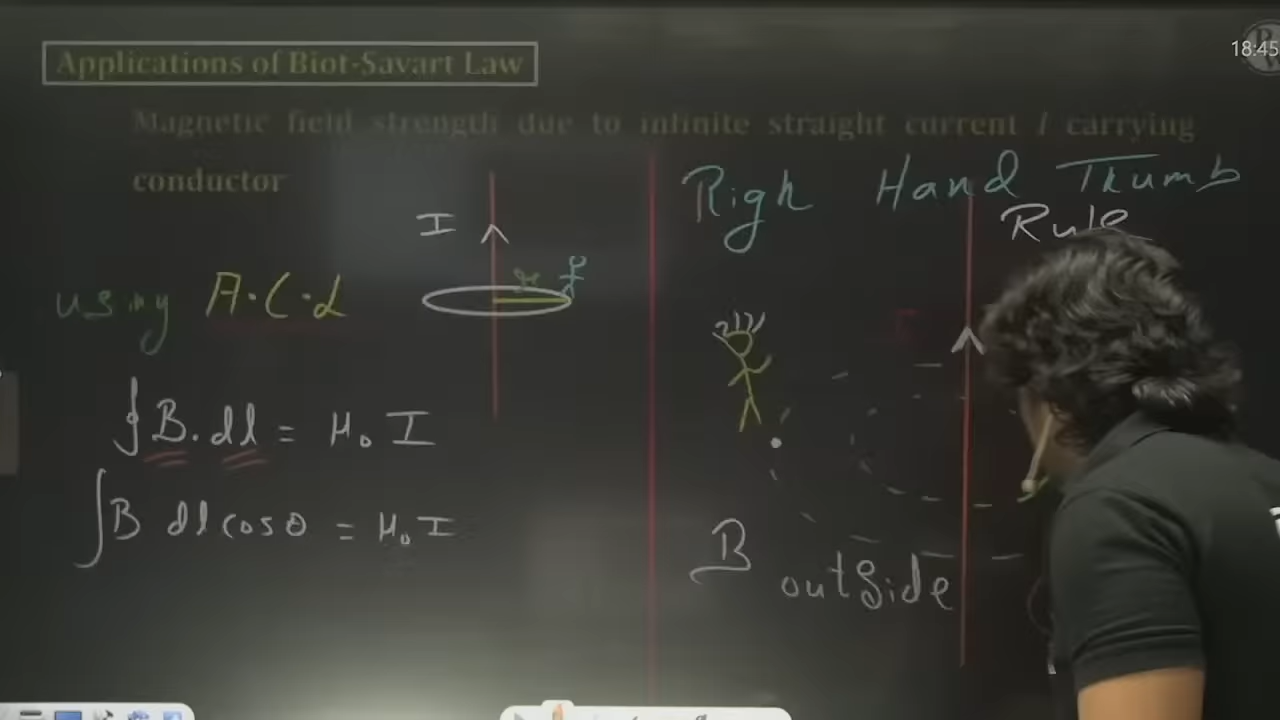 Applications of Biot-Savart Law
18:45
Magnetic field strength due to infinite straight current I carrying
conductor
I
r
using A.C.L
∮ B. dl = μ₀ I
∫ B dl cosθ = μ₀ I
Righ Hand Thumb
Rule
I
B outside